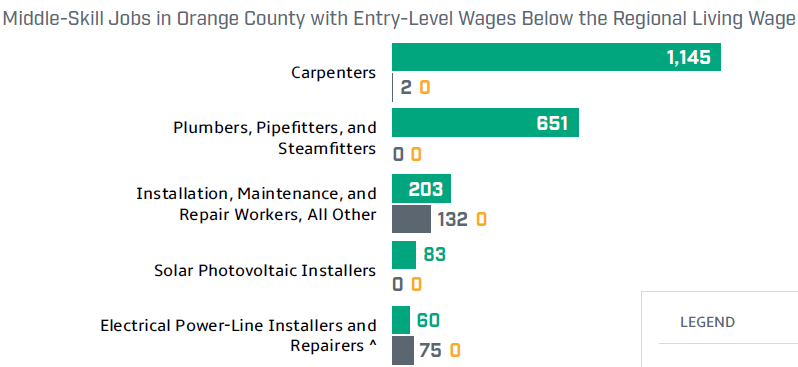 Middle-Skill Jobs in Orange County with Entry-Level Wages Below the Regional Living Wage
Carpenters
1,145
2 0
Plumbers, Pipefitters, and
Steamfitters
651
0 0
Installation, Maintenance, and
Repair Workers, All Other
203
132 0
Solar Photovoltaic Installers
83
0 0
Electrical Power-Line Installers and
Repairers ^
60
75 0
LEGEND